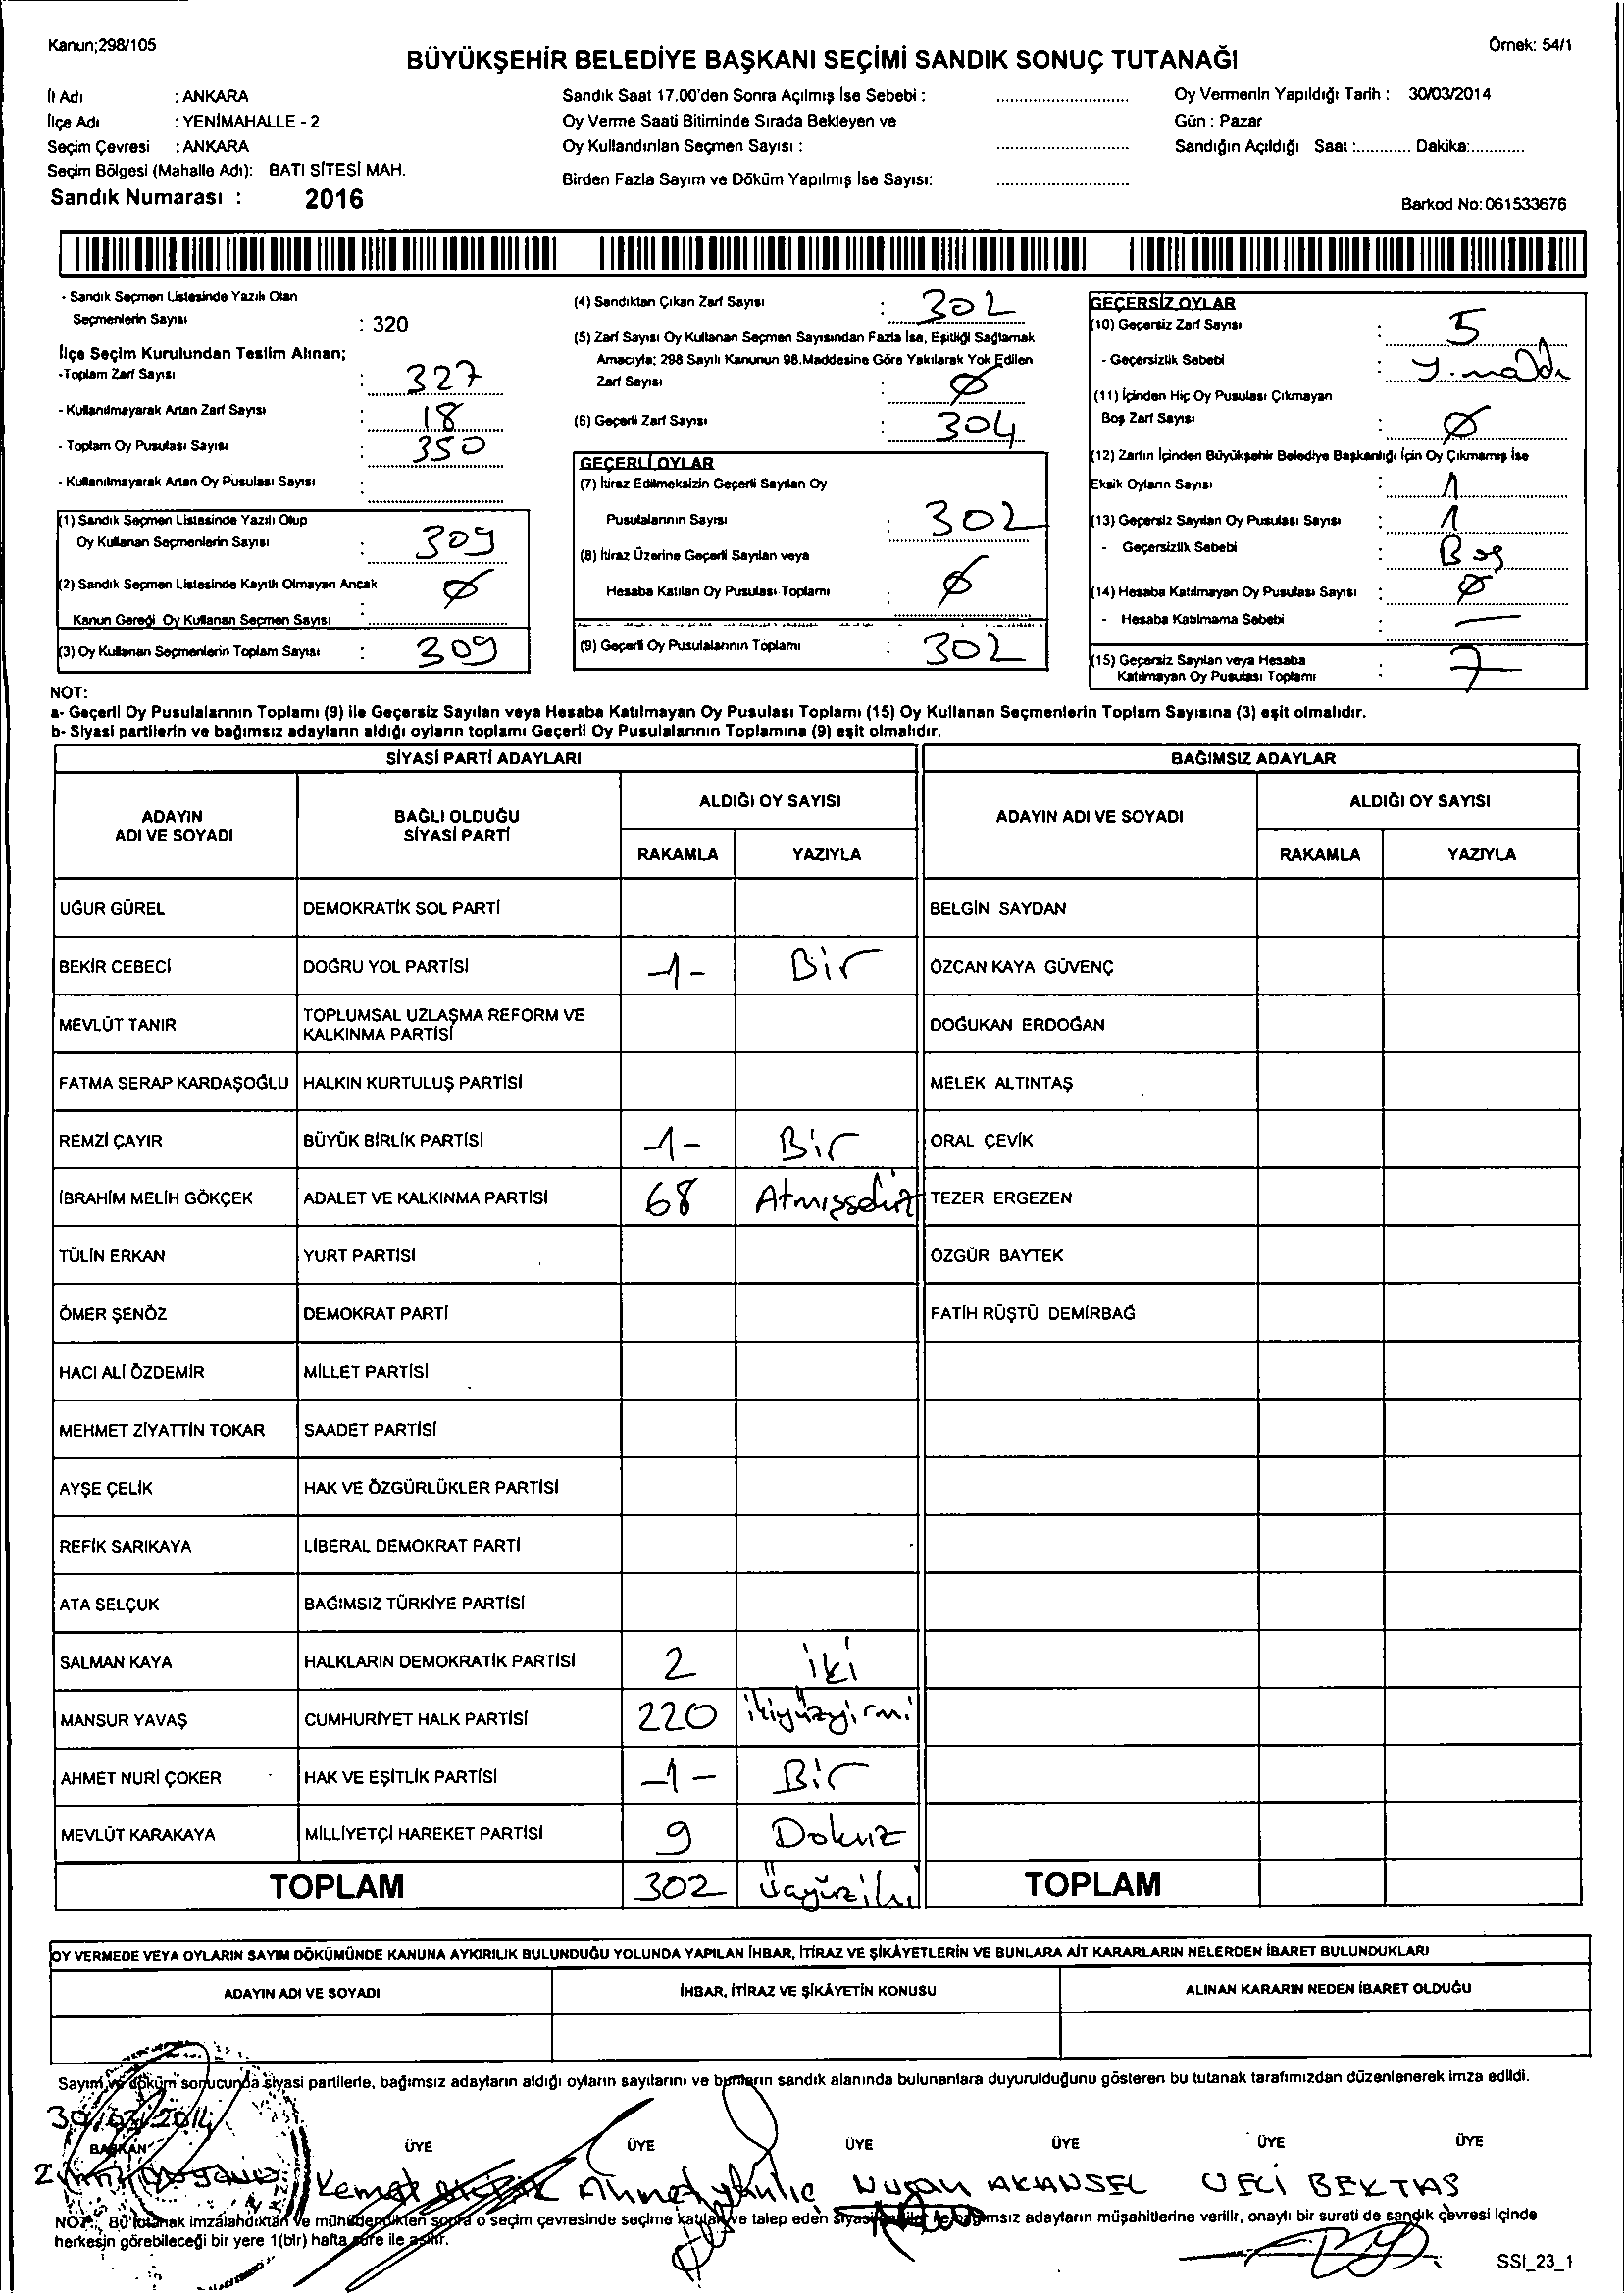 Kanun;298/105
Örnek: 54/1
BÜYÜKŞEHİR BELEDİYE BAŞKANI SEÇİMİ SANDIK SONUÇ TUTANAĞI
İl Adı : ANKARA
İlçe Adı : YENİMAHALLE - 2
Seçim Çevresi : ANKARA
Seçim Bölgesi (Mahalle Adı): BATI SİTESİ MAH.
Sandık Numarası : 2016
Sandık Saat 17.00'den Sonra Açılmış İse Sebebi :
Oy Verme Saati Bitiminde Sırada Bekleyen ve
Oy Kullandırılan Seçmen Sayısı :
Birden Fazla Sayım ve Döküm Yapılmış İse Sayısı:
Oy Vermenin Yapıldığı Tarih : 30/03/2014
Gün : Pazar
Sandığın Açıldığı Saat :............ Dakika:............
Barkod No: 061533676
- Sandık Seçmen Listesinde Yazılı Olan
Seçmenlerin Sayısı : 320
İlçe Seçim Kurulundan Teslim Alınan;
-Toplam Zarf Sayısı : 327
- Kullanılmayarak Artan Zarf Sayısı : 18
- Toplam Oy Pusulası Sayısı : 350
- Kullanılmayarak Artan Oy Pusulası Sayısı :
(1) Sandık Seçmen Listesinde Yazılı Olup
Oy Kullanan Seçmenlerin Sayısı : 309
(2) Sandık Seçmen Listesinde Kayıtlı Olmayan Ancak
Kanun Gereği Oy Kullanan Seçmen Sayısı : Ø
(3) Oy Kullanan Seçmenlerin Toplam Sayısı : 309
(4) Sandıktan Çıkan Zarf Sayısı : 302
(5) Zarf Sayısı Oy Kullanan Seçmen Sayısından Fazla İse, Eşitliği Sağlamak
Amacıyla; 298 Sayılı Kanunun 98.Maddesine Göre Yakılarak Yok Edilen
Zarf Sayısı : Ø
(6) Geçerli Zarf Sayısı : 304
GEÇERLİ OYLAR
(7) İtiraz Edilmeksizin Geçerli Sayılan Oy
Pusulalarının Sayısı : 302
(8) İtiraz Üzerine Geçerli Sayılan veya
Hesaba Katılan Oy Pusulası Toplamı : Ø
(9) Geçerli Oy Pusulalarının Toplamı : 302
GEÇERSİZ OYLAR
(10) Geçersiz Zarf Sayısı : 5
- Geçersizlik Sebebi :
(11) İçinden Hiç Oy Pusulası Çıkmayan
Boş Zarf Sayısı : Ø
(12) Zarfın İçinden Büyükşehir Belediye Başkanlığı İçin Oy Çıkmamış İse
Eksik Oyların Sayısı : 1
(13) Geçersiz Sayılan Oy Pusulası Sayısı : 1
- Geçersizlik Sebebi : Boş
(14) Hesaba Katılmayan Oy Pusulası Sayısı : Ø
- Hesaba Katılmama Sebebi : —
(15) Geçersiz Sayılan veya Hesaba
Katılmayan Oy Pusulası Toplamı : 7
NOT:
a- Geçerli Oy Pusulalarının Toplamı (9) ile Geçersiz Sayılan veya Hesaba Katılmayan Oy Pusulası Toplamı (15) Oy Kullanan Seçmenlerin Toplam Sayısına (3) eşit olmalıdır.
b- Siyasi partilerin ve bağımsız adayların aldığı oyların toplamı Geçerli Oy Pusulalarının Toplamına (9) eşit olmalıdır.
SİYASİ PARTİ ADAYLARI BAĞIMSIZ ADAYLAR
ADAYIN ADI VE SOYADI BAĞLI OLDUĞU SİYASİ PARTİ ALDIĞI OY SAYISI ADAYIN ADI VE SOYADI ALDIĞI OY SAYISI
RAKAMLA YAZIYLA RAKAMLA YAZIYLA
UĞUR GÜREL DEMOKRATİK SOL PARTİ BELGİN SAYDAN
BEKİR CEBECİ DOĞRU YOL PARTİSİ -1- Bir ÖZCAN KAYA GÜVENÇ
MEVLÜT TANIR TOPLUMSAL UZLAŞMA REFORM VE KALKINMA PARTİSİ DOĞUKAN ERDOĞAN
FATMA SERAP KARDAŞOĞLU HALKIN KURTULUŞ PARTİSİ MELEK ALTINTAŞ
REMZİ ÇAYIR BÜYÜK BİRLİK PARTİSİ -1- Bir ORAL ÇEVİK
İBRAHİM MELİH GÖKÇEK ADALET VE KALKINMA PARTİSİ 68 Atmışsekiz TEZER ERGEZEN
TÜLİN ERKAN YURT PARTİSİ ÖZGÜR BAYTEK
ÖMER ŞENÖZ DEMOKRAT PARTİ FATİH RÜŞTÜ DEMİRBAĞ
HACI ALİ ÖZDEMİR MİLLET PARTİSİ
MEHMET ZİYATTİN TOKAR SAADET PARTİSİ
AYŞE ÇELİK HAK VE ÖZGÜRLÜKLER PARTİSİ
REFİK SARIKAYA LİBERAL DEMOKRAT PARTİ
ATA SELÇUK BAĞIMSIZ TÜRKİYE PARTİSİ
SALMAN KAYA HALKLARIN DEMOKRATİK PARTİSİ 2 iki
MANSUR YAVAŞ CUMHURİYET HALK PARTİSİ 220 ikiyüzyirmi
AHMET NURİ ÇOKER HAK VE EŞİTLİK PARTİSİ -1- Bir
MEVLÜT KARAKAYA MİLLİYETÇİ HAREKET PARTİSİ 9 Dokuz
TOPLAM 302 Üçyüziki TOPLAM
OY VERMEDE VEYA OYLARIN SAYIM DÖKÜMÜNDE KANUNA AYKIRILIK BULUNDUĞU YOLUNDA YAPILAN İHBAR, İTİRAZ VE ŞİKÂYETLERİN VE BUNLARA AİT KARARLARIN NELERDEN İBARET BULUNDUKLARI
ADAYIN ADI VE SOYADI İHBAR, İTİRAZ VE ŞİKÂYETİN KONUSU ALINAN KARARIN NEDEN İBARET OLDUĞU
Sayım ve döküm sonucunda siyasi partilerle, bağımsız adayların aldığı oyların sayılarını ve bunların sandık alanında bulunanlara duyurulduğunu gösteren bu tutanak tarafımızdan düzenlenerek imza edildi.
30/03/2014
BAŞKAN ÜYE ÜYE ÜYE ÜYE ÜYE ÜYE
Kemal Ahmet Nuran AKANSEL VELİ BEKTAŞ
NOT: Bu tutanak imzalandıktan ve mühürlendikten sonra o seçim çevresinde seçime katılan ve talep eden siyasi partiler ile bağımsız adayların müşahitlerine verilir, onaylı bir sureti de sandık çevresi içinde
herkesin görebileceği bir yere 1(bir) hafta süre ile asılır.
SSI_23_1